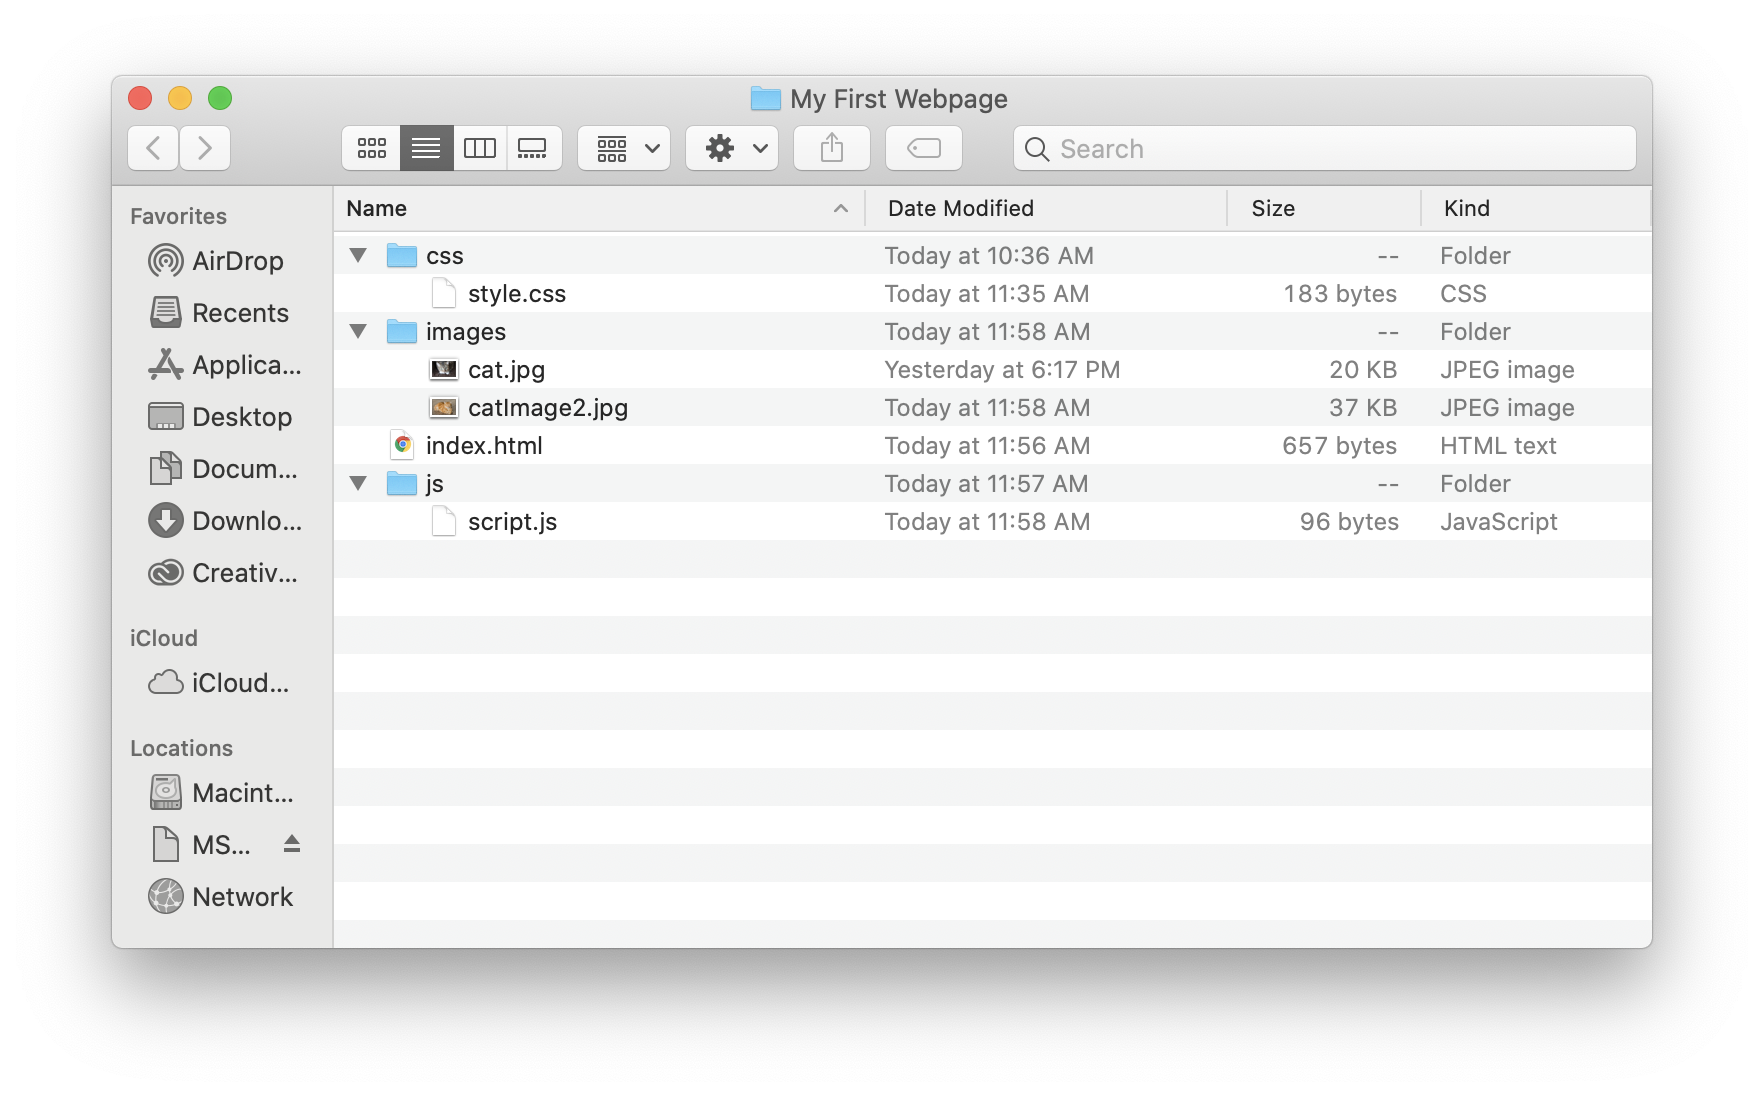 My First Webpage
Search
Favorites
AirDrop
Recents
Applica...
Desktop
Docum...
Downlo...
Creativ...
iCloud
iCloud...
Locations
Macint...
MS...
Network
Name Date Modified Size Kind
css Today at 10:36 AM -- Folder
style.css Today at 11:35 AM 183 bytes CSS
images Today at 11:58 AM -- Folder
cat.jpg Yesterday at 6:17 PM 20 KB JPEG image
catImage2.jpg Today at 11:58 AM 37 KB JPEG image
index.html Today at 11:56 AM 657 bytes HTML text
js Today at 11:57 AM -- Folder
script.js Today at 11:58 AM 96 bytes JavaScript